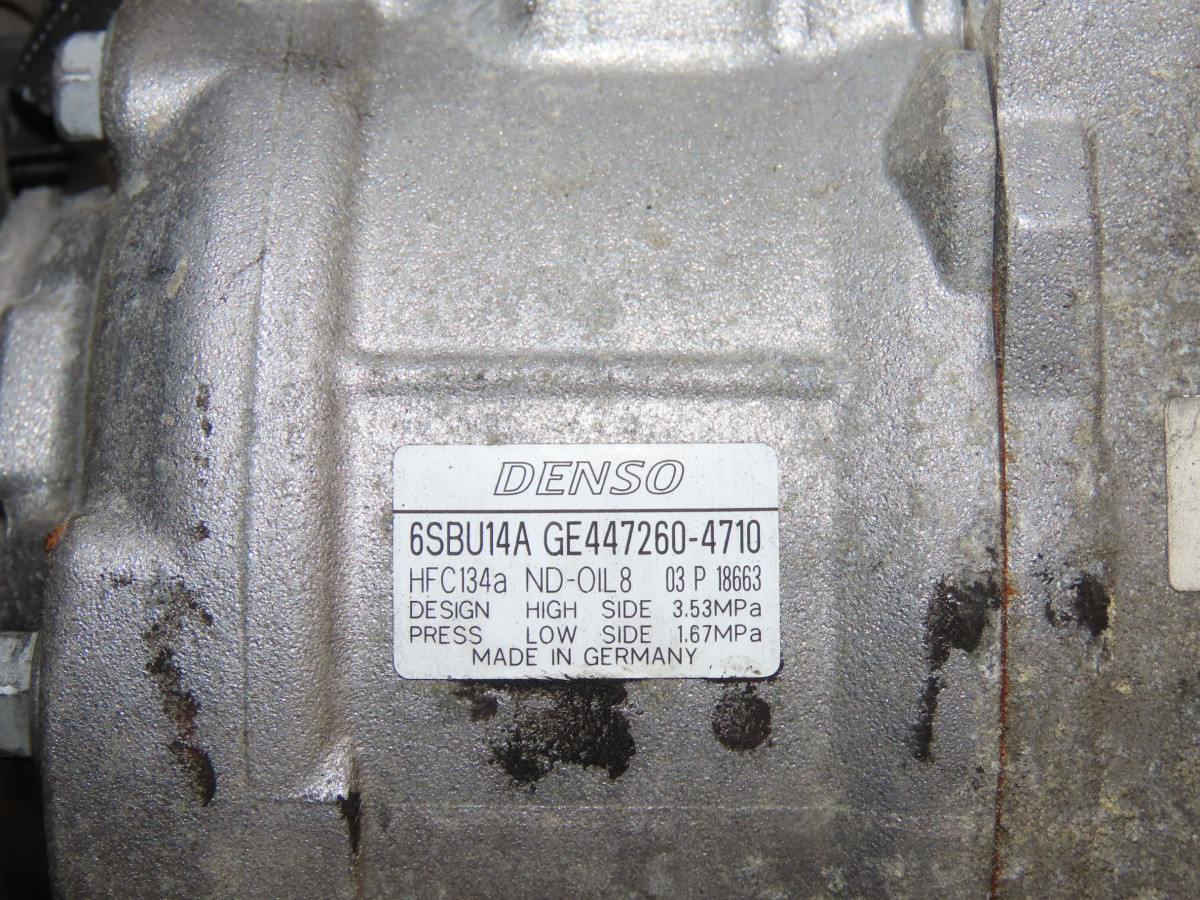 DENSO
6SBU14A GE447260-4710
HFC134a ND-OIL8 03 P 18663
DESIGN HIGH SIDE 3.53MPa
PRESS LOW SIDE 1.67MPa
MADE IN GERMANY